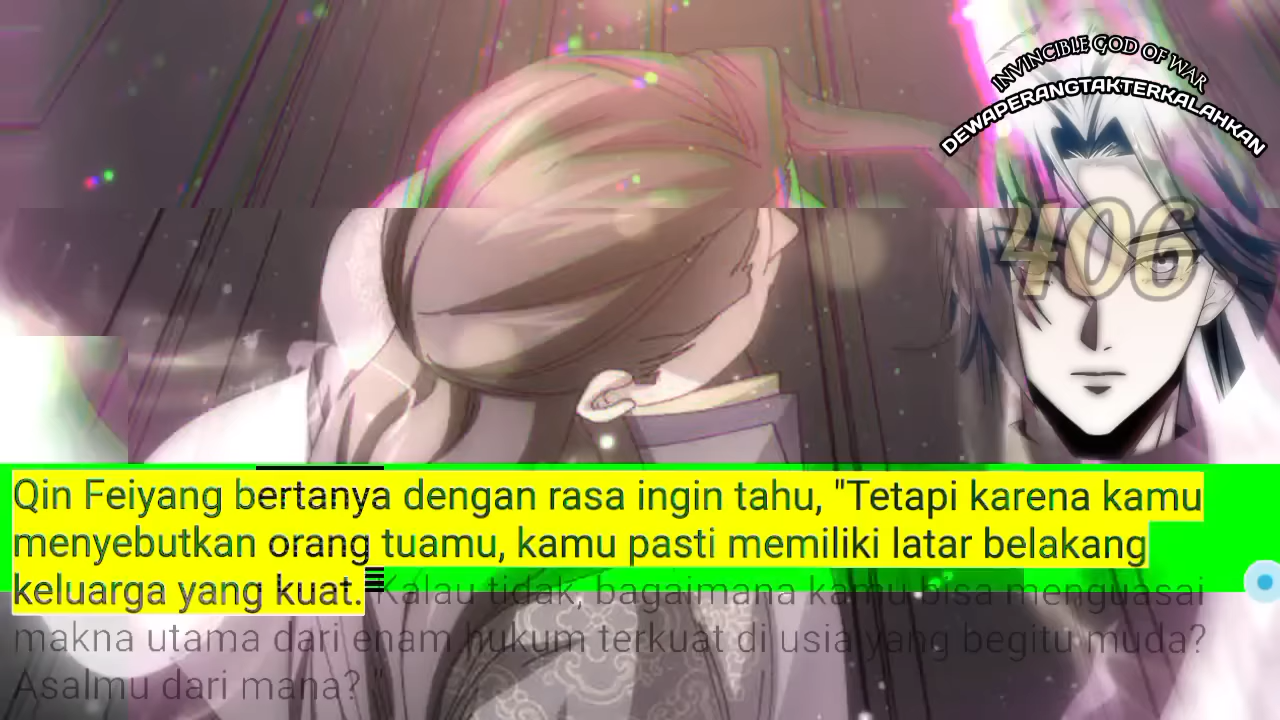 INVINCIBLE GOD OF WAR
DEWAPERANGTAKTERKALAHKAN
406
Qin Feiyang bertanya dengan rasa ingin tahu, "Tetapi karena kamu
menyebutkan orang tuamu, kamu pasti memiliki latar belakang
keluarga yang kuat. Kalau tidak, bagaimana kamu bisa menguasai
makna utama dari enam hukum terkuat di usia yang begitu muda?
Asalmu dari mana? "